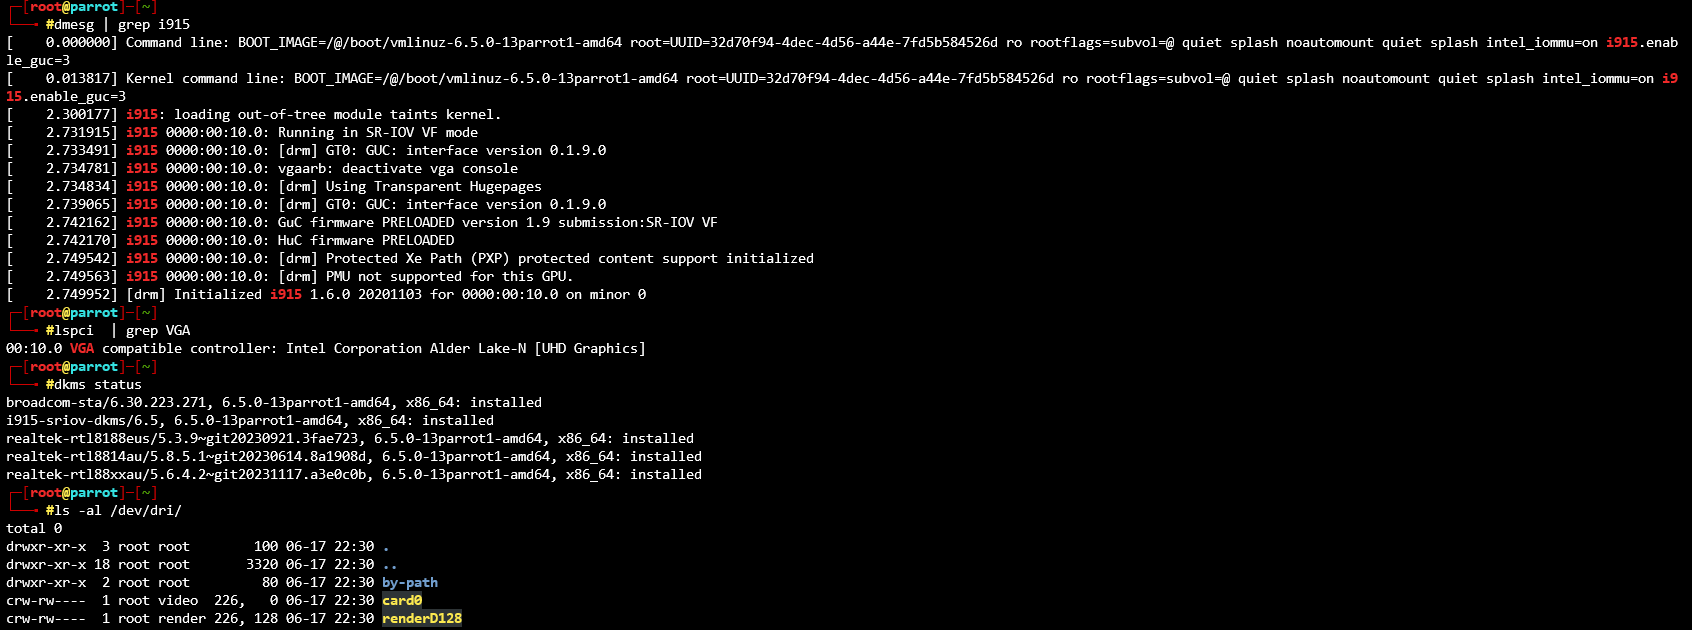 ┌─[root@parrot]─[~]
└──╼ #dmesg | grep i915
[    0.000000] Command line: BOOT_IMAGE=/@/boot/vmlinuz-6.5.0-13parrot1-amd64 root=UUID=32d70f94-4dec-4d56-a44e-7fd5b584526d ro rootflags=subvol=@ quiet splash noautomount quiet splash intel_iommu=on i915.enab
le_guc=3
[    0.013817] Kernel command line: BOOT_IMAGE=/@/boot/vmlinuz-6.5.0-13parrot1-amd64 root=UUID=32d70f94-4dec-4d56-a44e-7fd5b584526d ro rootflags=subvol=@ quiet splash noautomount quiet splash intel_iommu=on i9
15.enable_guc=3
[    2.300177] i915: loading out-of-tree module taints kernel.
[    2.731915] i915 0000:00:10.0: Running in SR-IOV VF mode
[    2.733491] i915 0000:00:10.0: [drm] GT0: GUC: interface version 0.1.9.0
[    2.734781] i915 0000:00:10.0: vgaarb: deactivate vga console
[    2.734834] i915 0000:00:10.0: [drm] Using Transparent Hugepages
[    2.739065] i915 0000:00:10.0: [drm] GT0: GUC: interface version 0.1.9.0
[    2.742162] i915 0000:00:10.0: GuC firmware PRELOADED version 1.9 submission:SR-IOV VF
[    2.742170] i915 0000:00:10.0: HuC firmware PRELOADED
[    2.749542] i915 0000:00:10.0: [drm] Protected Xe Path (PXP) protected content support initialized
[    2.749563] i915 0000:00:10.0: [drm] PMU not supported for this GPU.
[    2.749952] [drm] Initialized i915 1.6.0 20201103 for 0000:00:10.0 on minor 0
┌─[root@parrot]─[~]
└──╼ #lspci  | grep VGA
00:10.0 VGA compatible controller: Intel Corporation Alder Lake-N [UHD Graphics]
┌─[root@parrot]─[~]
└──╼ #dkms status
broadcom-sta/6.30.223.271, 6.5.0-13parrot1-amd64, x86_64: installed
i915-sriov-dkms/6.5, 6.5.0-13parrot1-amd64, x86_64: installed
realtek-rtl8188eus/5.3.9~git20230921.3fae723, 6.5.0-13parrot1-amd64, x86_64: installed
realtek-rtl8814au/5.8.5.1~git20230614.8a1908d, 6.5.0-13parrot1-amd64, x86_64: installed
realtek-rtl88xxau/5.6.4.2~git20231117.a3e0c0b, 6.5.0-13parrot1-amd64, x86_64: installed
┌─[root@parrot]─[~]
└──╼ #ls -al /dev/dri/
total 0
drwxr-xr-x  3 root root        100 06-17 22:30 .
drwxr-xr-x 18 root root       3320 06-17 22:30 ..
drwxr-xr-x  2 root root         80 06-17 22:30 by-path
crw-rw----  1 root video  226,   0 06-17 22:30 card0
crw-rw----  1 root render 226, 128 06-17 22:30 renderD128